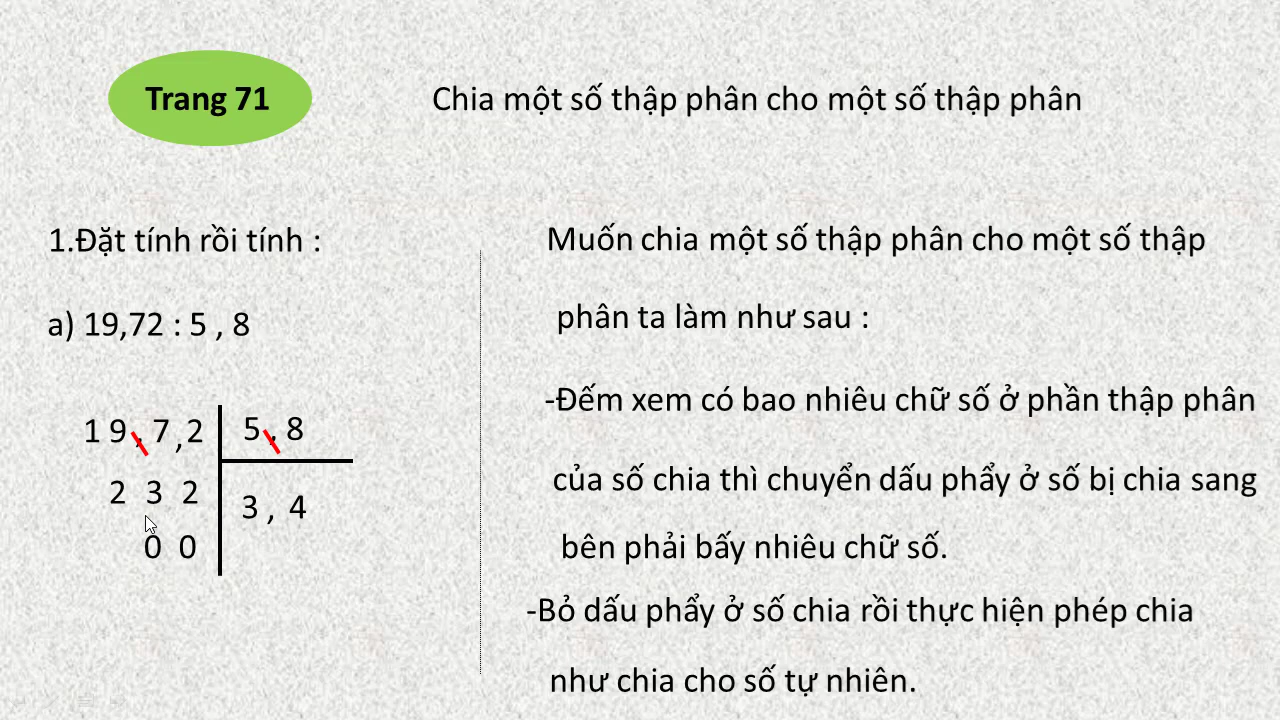 Trang 71
Chia một số thập phân cho một số thập phân
1.Đặt tính rồi tính :
a) 19,72 : 5 , 8
1 9 , 7 , 2
5 , 8
2 3 2
3 , 4
0 0
Muốn chia một số thập phân cho một số thập
phân ta làm như sau :
-Đếm xem có bao nhiêu chữ số ở phần thập phân
của số chia thì chuyển dấu phẩy ở số bị chia sang
bên phải bấy nhiêu chữ số.
-Bỏ dấu phẩy ở số chia rồi thực hiện phép chia
như chia cho số tự nhiên.